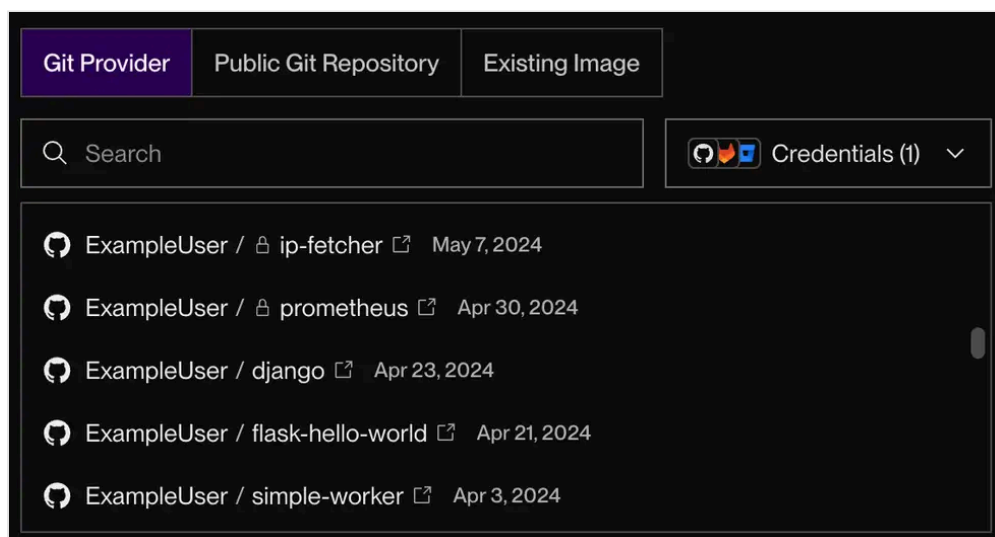 Git Provider Public Git Repository Existing Image
Search Credentials (1)
ExampleUser / ip-fetcher May 7, 2024
ExampleUser / prometheus Apr 30, 2024
ExampleUser / django Apr 23, 2024
ExampleUser / flask-hello-world Apr 21, 2024
ExampleUser / simple-worker Apr 3, 2024